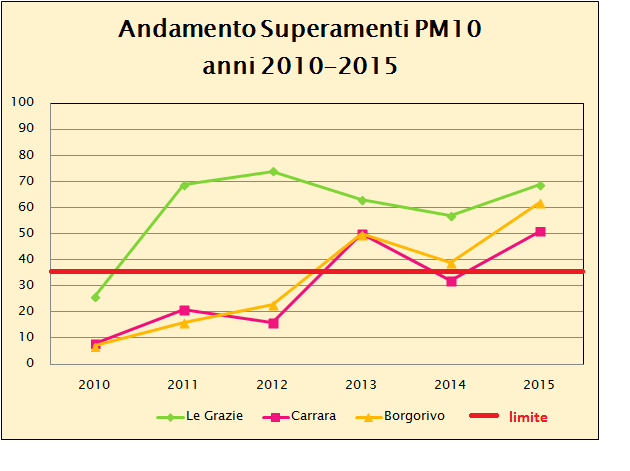 Andamento Superamenti PM10
anni 2010-2015
100
90
80
70
60
50
40
30
20
10
0
2010 2011 2012 2013 2014 2015
Le Grazie Carrara Borgorivo limite